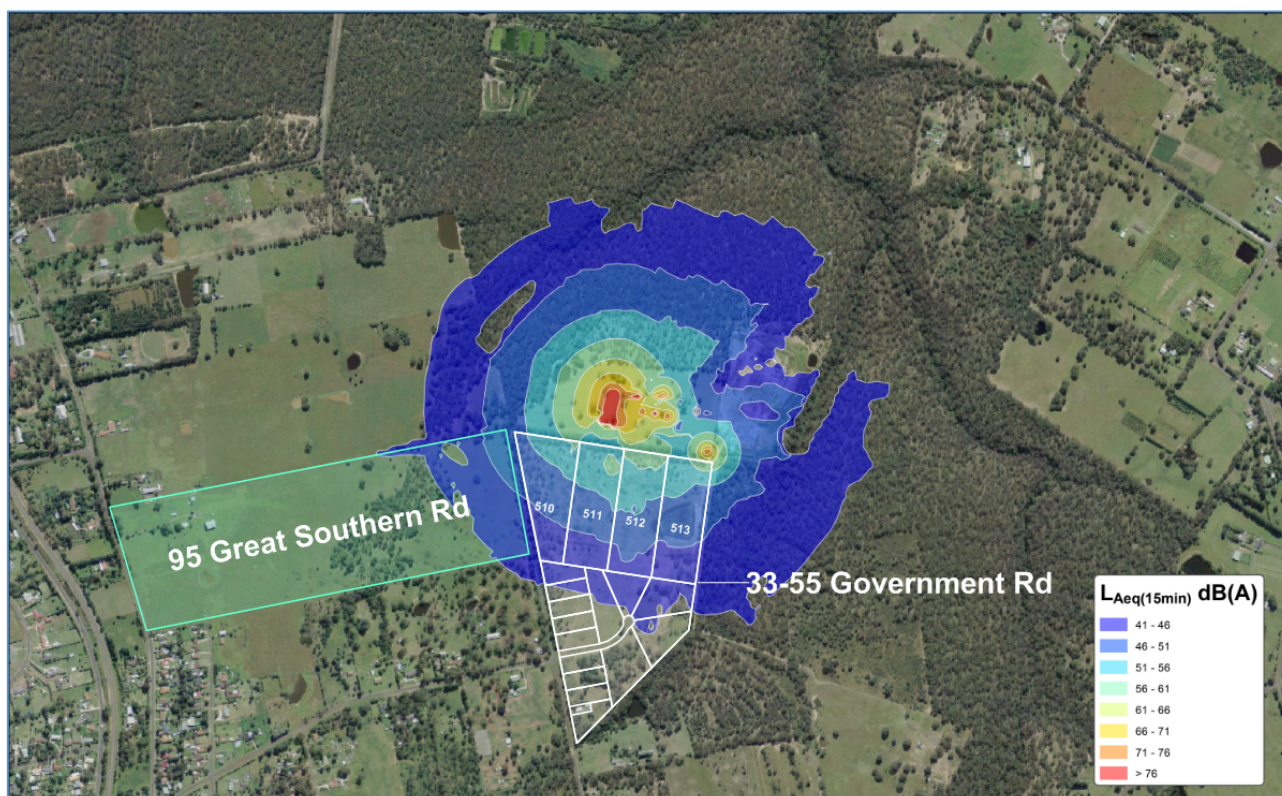 95 Great Southern Rd
510
511
512
513
33-55 Government Rd
LAeq(15min) dB(A)
41 - 46
46 - 51
51 - 56
56 - 61
61 - 66
66 - 71
71 - 76
> 76